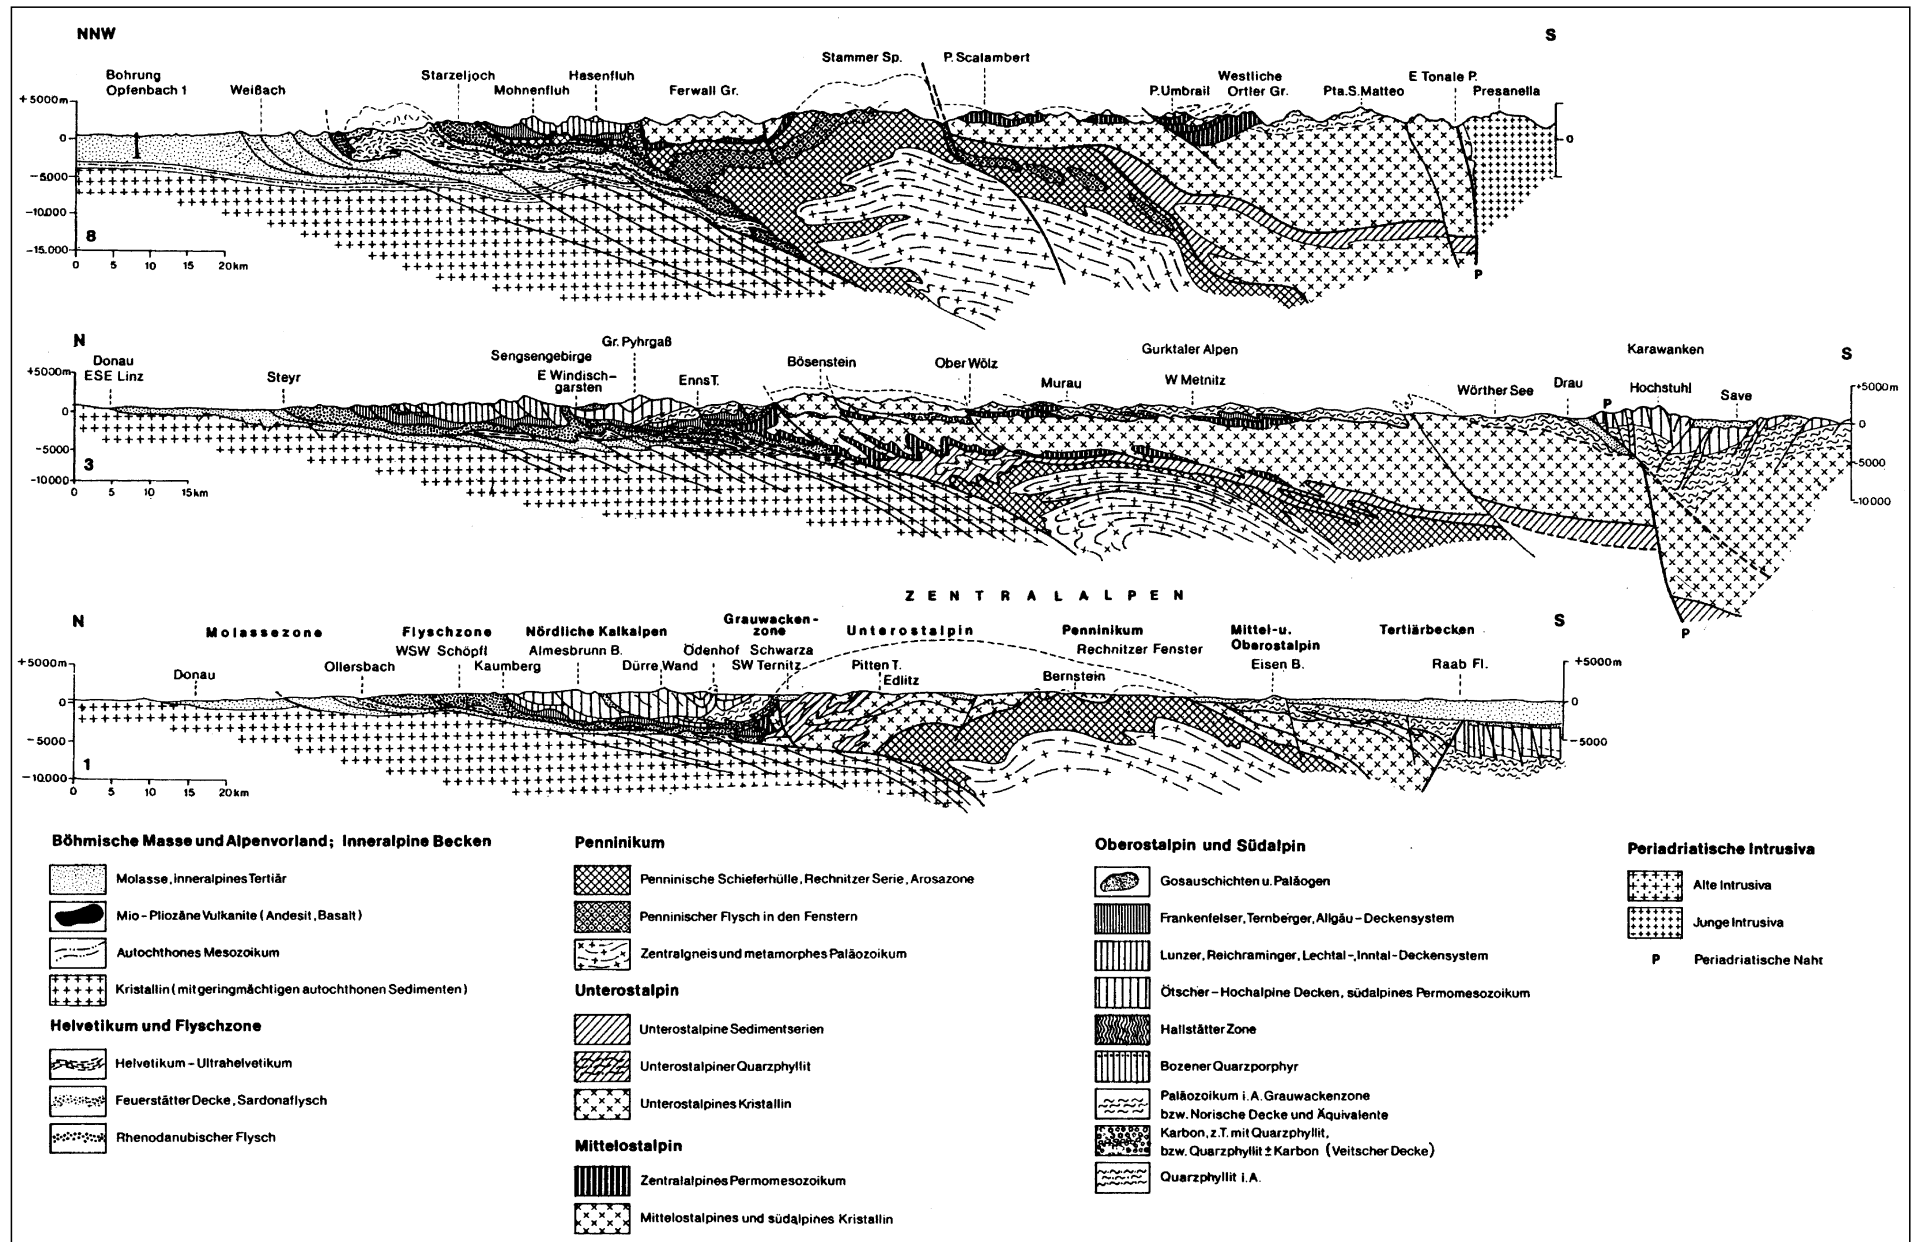 NNW
S
Stammer Sp.
P. Scalambert
Bohrung
Opfenbach 1
Weißach
Starzeljoch
Mohnenfluh
Hasenfluh
Ferwall Gr.
P.Umbrail
Westliche
Ortler Gr.
Pta.S.Matteo
E Tonale P.
Presanella
+5000m
0
-5000
-10.000
-15.000
8
0 5 10 20km
0
P
N
S
Donau
ESE Linz
Steyr
Sengsengebirge
Gr. Pyhrgaß
E Windisch-
garsten
EnnsT.
Bösenstein
Ober Wölz
Murau
Gurktaler Alpen
W Metnitz
Wörther See
Drau
Karawanken
Hochstuhl
Save
+5000m
0
-5000
-10000
3
0 5 10 15km
+5000m
0
-5000
-10000
P
P
ZENTRALALPEN
N
S
Molassezone
Flyschzone
Nördliche Kalkalpen
Grauwacken-
zone
Unterostalpin
Penninikum
Mittel-u.
Oberostalpin
Tertiärbecken
Donau
Ollersbach
WSW Schöpfl
Kaumberg
Almesbrunn B.
Dürre Wand
Ödenhof
Schwarza
SW Ternitz
Pitten T.
Edlitz
Rechnitzer Fenster
Bernstein
Eisen B.
Raab Fl.
+5000m
0
-5000
-10000
1
0 5 10 15 20km
+5000m
0
-5000
Böhmische Masse und Alpenvorland; Inneralpine Becken
Molasse, inneralpines Tertiär
Mio-Pliozäne Vulkanite (Andesit, Basalt)
Autochthones Mesozoikum
Kristallin (mit geringmächtigen autochthonen Sedimenten)
Helvetikum und Flyschzone
Helvetikum-Ultrahelvetikum
Feuerstätter Decke, Sardonaflysch
Rhenodanubischer Flysch
Penninikum
Penninische Schieferhülle, Rechnitzer Serie, Arosazone
Penninischer Flysch in den Fenstern
Zentralgneis und metamorphes Paläozoikum
Unterostalpin
Unterostalpine Sedimentserien
Unterostalpiner Quarzphyllit
Unterostalpines Kristallin
Mittelostalpin
Zentralalpines Permomesozoikum
Mittelostalpines und südalpines Kristallin
Oberostalpin und Südalpin
Gosauschichten u. Paläogen
Frankenfelser, Ternberger, Allgäu-Deckensystem
Lunzer, Reichraminger, Lechtal-, Inntal-Deckensystem
Ötscher-Hochalpine Decken, südalpines Permomesozoikum
Hallstätter Zone
Bozener Quarzporphyr
Paläozoikum i.A. Grauwackenzone
bzw. Norische Decke und Äquivalente
Karbon, z.T. mit Quarzphyllit,
bzw. Quarzphyllit ± Karbon (Veitscher Decke)
Quarzphyllit i.A.
Periadriatische Intrusiva
Alte Intrusiva
Junge Intrusiva
P Periadriatische Naht